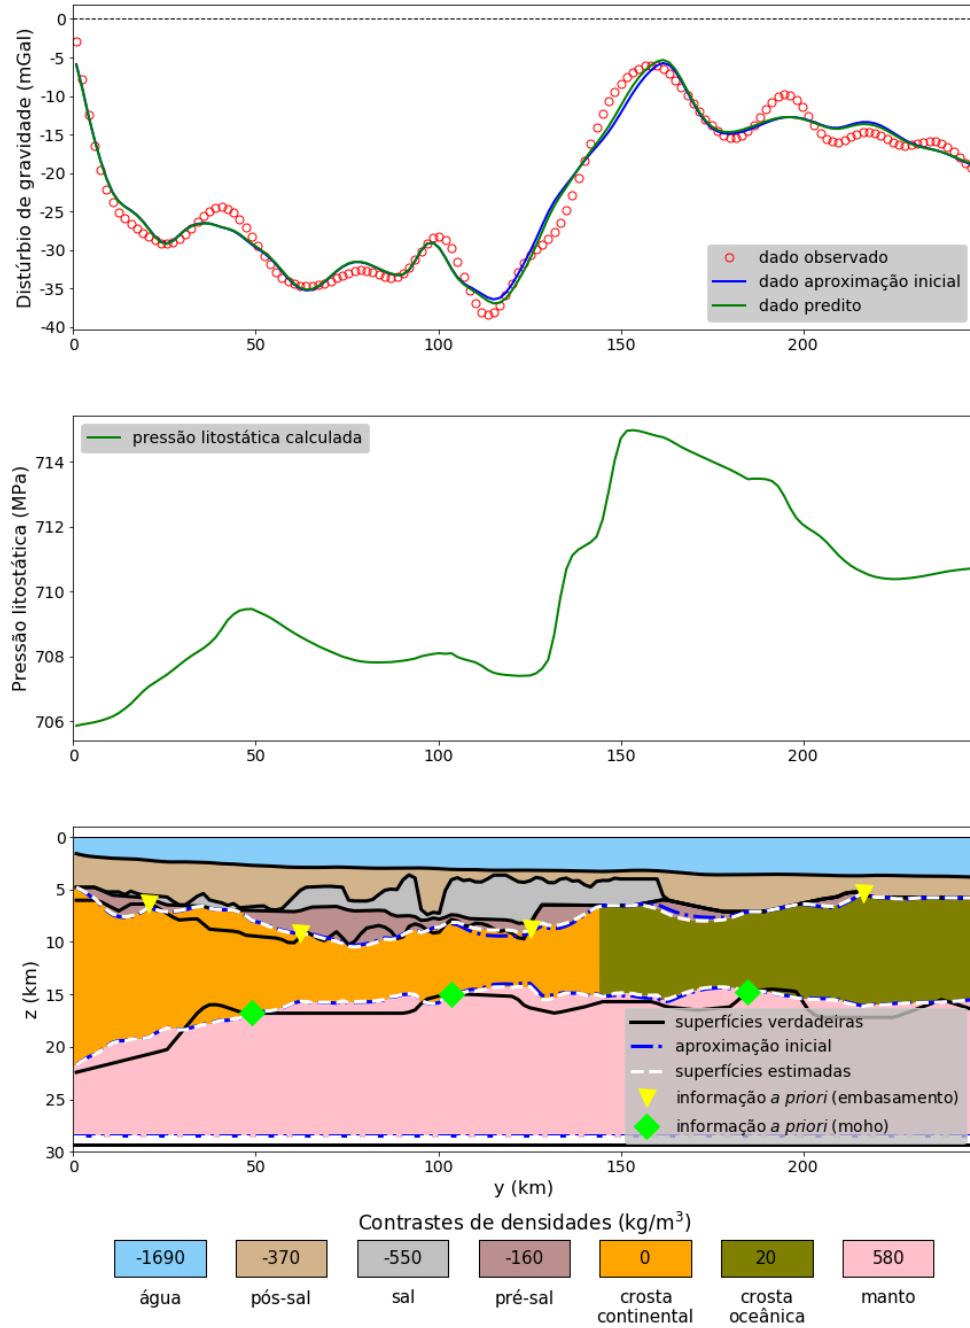 0
-5
-10
-15
-20
-25
-30
-35
-40
Distúrbio de gravidade (mGal)
dado observado
dado aproximação inicial
dado predito
0
50
100
150
200
pressão litostática calculada
714
712
710
708
706
Pressão litostática (MPa)
0
50
100
150
200
0
5
10
15
20
25
30
z (km)
superfícies verdadeiras
aproximação inicial
superfícies estimadas
informação a priori (embasamento)
informação a priori (moho)
0
50
100
150
200
y (km)
Contrastes de densidades (kg/m³)
-1690
-370
-550
-160
0
20
580
água
pós-sal
sal
pré-sal
crosta
continental
crosta
oceânica
manto